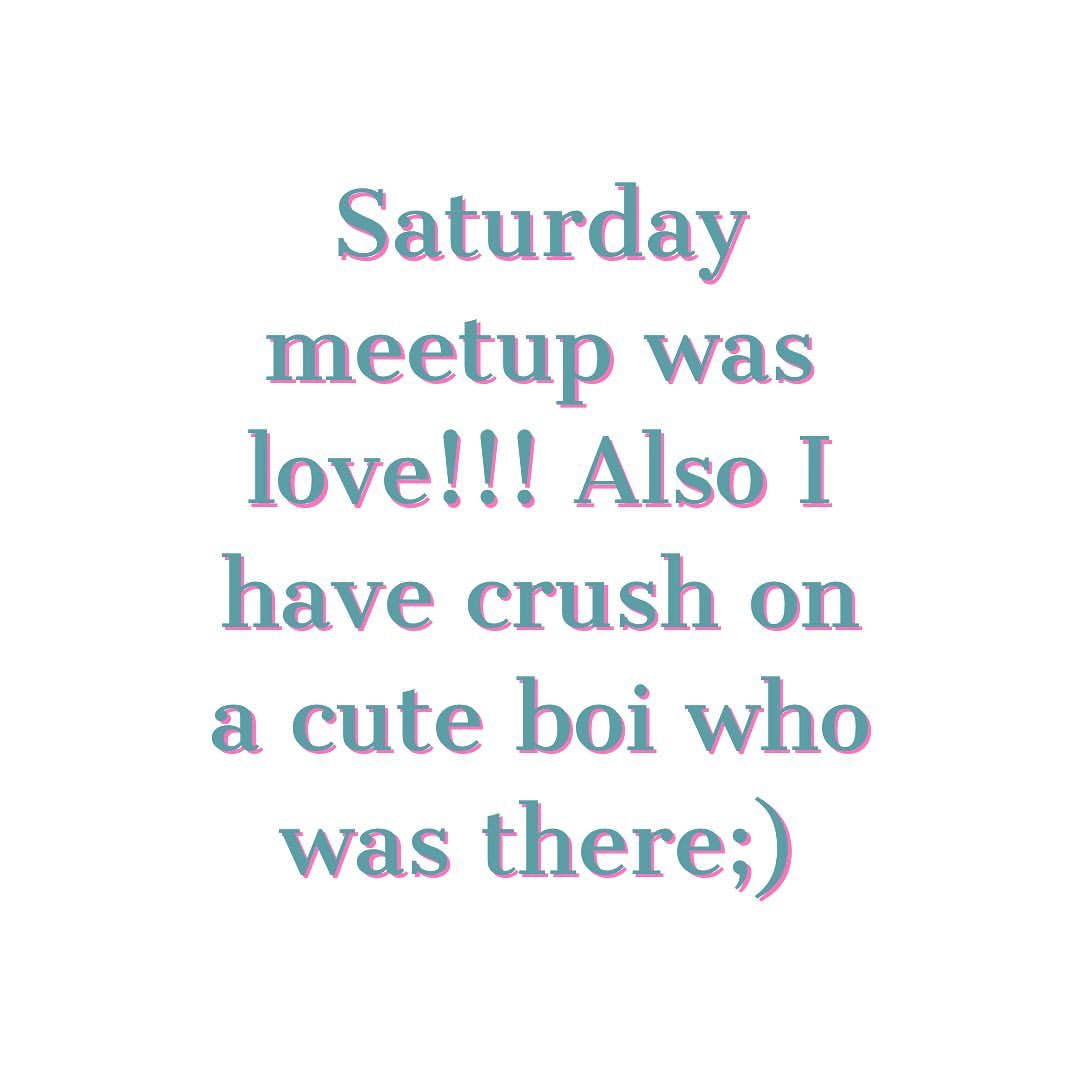 Saturday
meetup was
love!!! Also I
have crush on
a cute boi who
was there;)